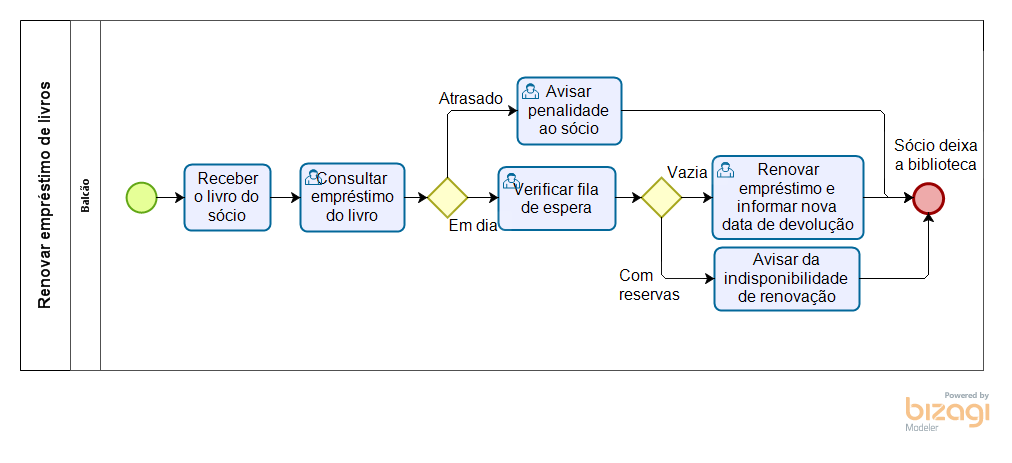 Renovar empréstimo de livros
Balcão
Receber
o livro do
sócio
Consultar
empréstimo
do livro
Atrasado
Em dia
Avisar
penalidade
ao sócio
Verificar fila
de espera
Vazia
Com
reservas
Renovar
empréstimo e
informar nova
data de devolução
Avisar da
indisponibilidade
de renovação
Sócio deixa
a biblioteca
Powered by
bizagi
Modeler